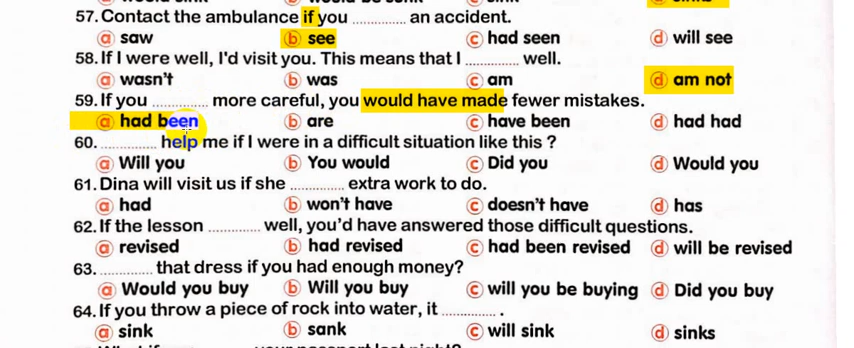 sinks
57. Contact the ambulance if you ............. an accident.
a saw b see c had seen d will see
58. If I were well, I'd visit you. This means that I ............. well.
a wasn't b was c am d am not
59. If you ............. more careful, you would have made fewer mistakes.
a had been b are c have been d had had
60. ............. help me if I were in a difficult situation like this ?
a Will you b You would c Did you d Would you
61. Dina will visit us if she ............. extra work to do.
a had b won't have c doesn't have d has
62. If the lesson ............. well, you'd have answered those difficult questions.
a revised b had revised c had been revised d will be revised
63. ............. that dress if you had enough money?
a Would you buy b Will you buy c will you be buying d Did you buy
64. If you throw a piece of rock into water, it ............. .
a sink b sank c will sink d sinks
your passport last night?